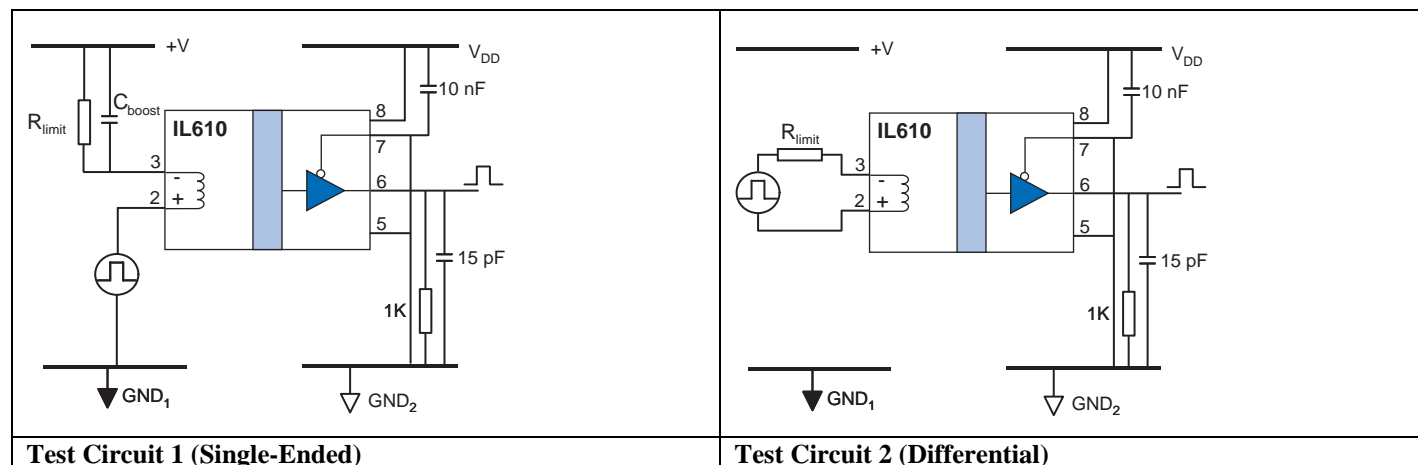 +V
V_DD
C_boost
R_limit
10 nF
IL610
8
7
3
-
6
2
+
5
15 pF
1K
GND_1
GND_2
Test Circuit 1 (Single-Ended)
+V
V_DD
10 nF
IL610
8
7
R_limit
3
-
6
2
+
5
15 pF
1K
GND_1
GND_2
Test Circuit 2 (Differential)